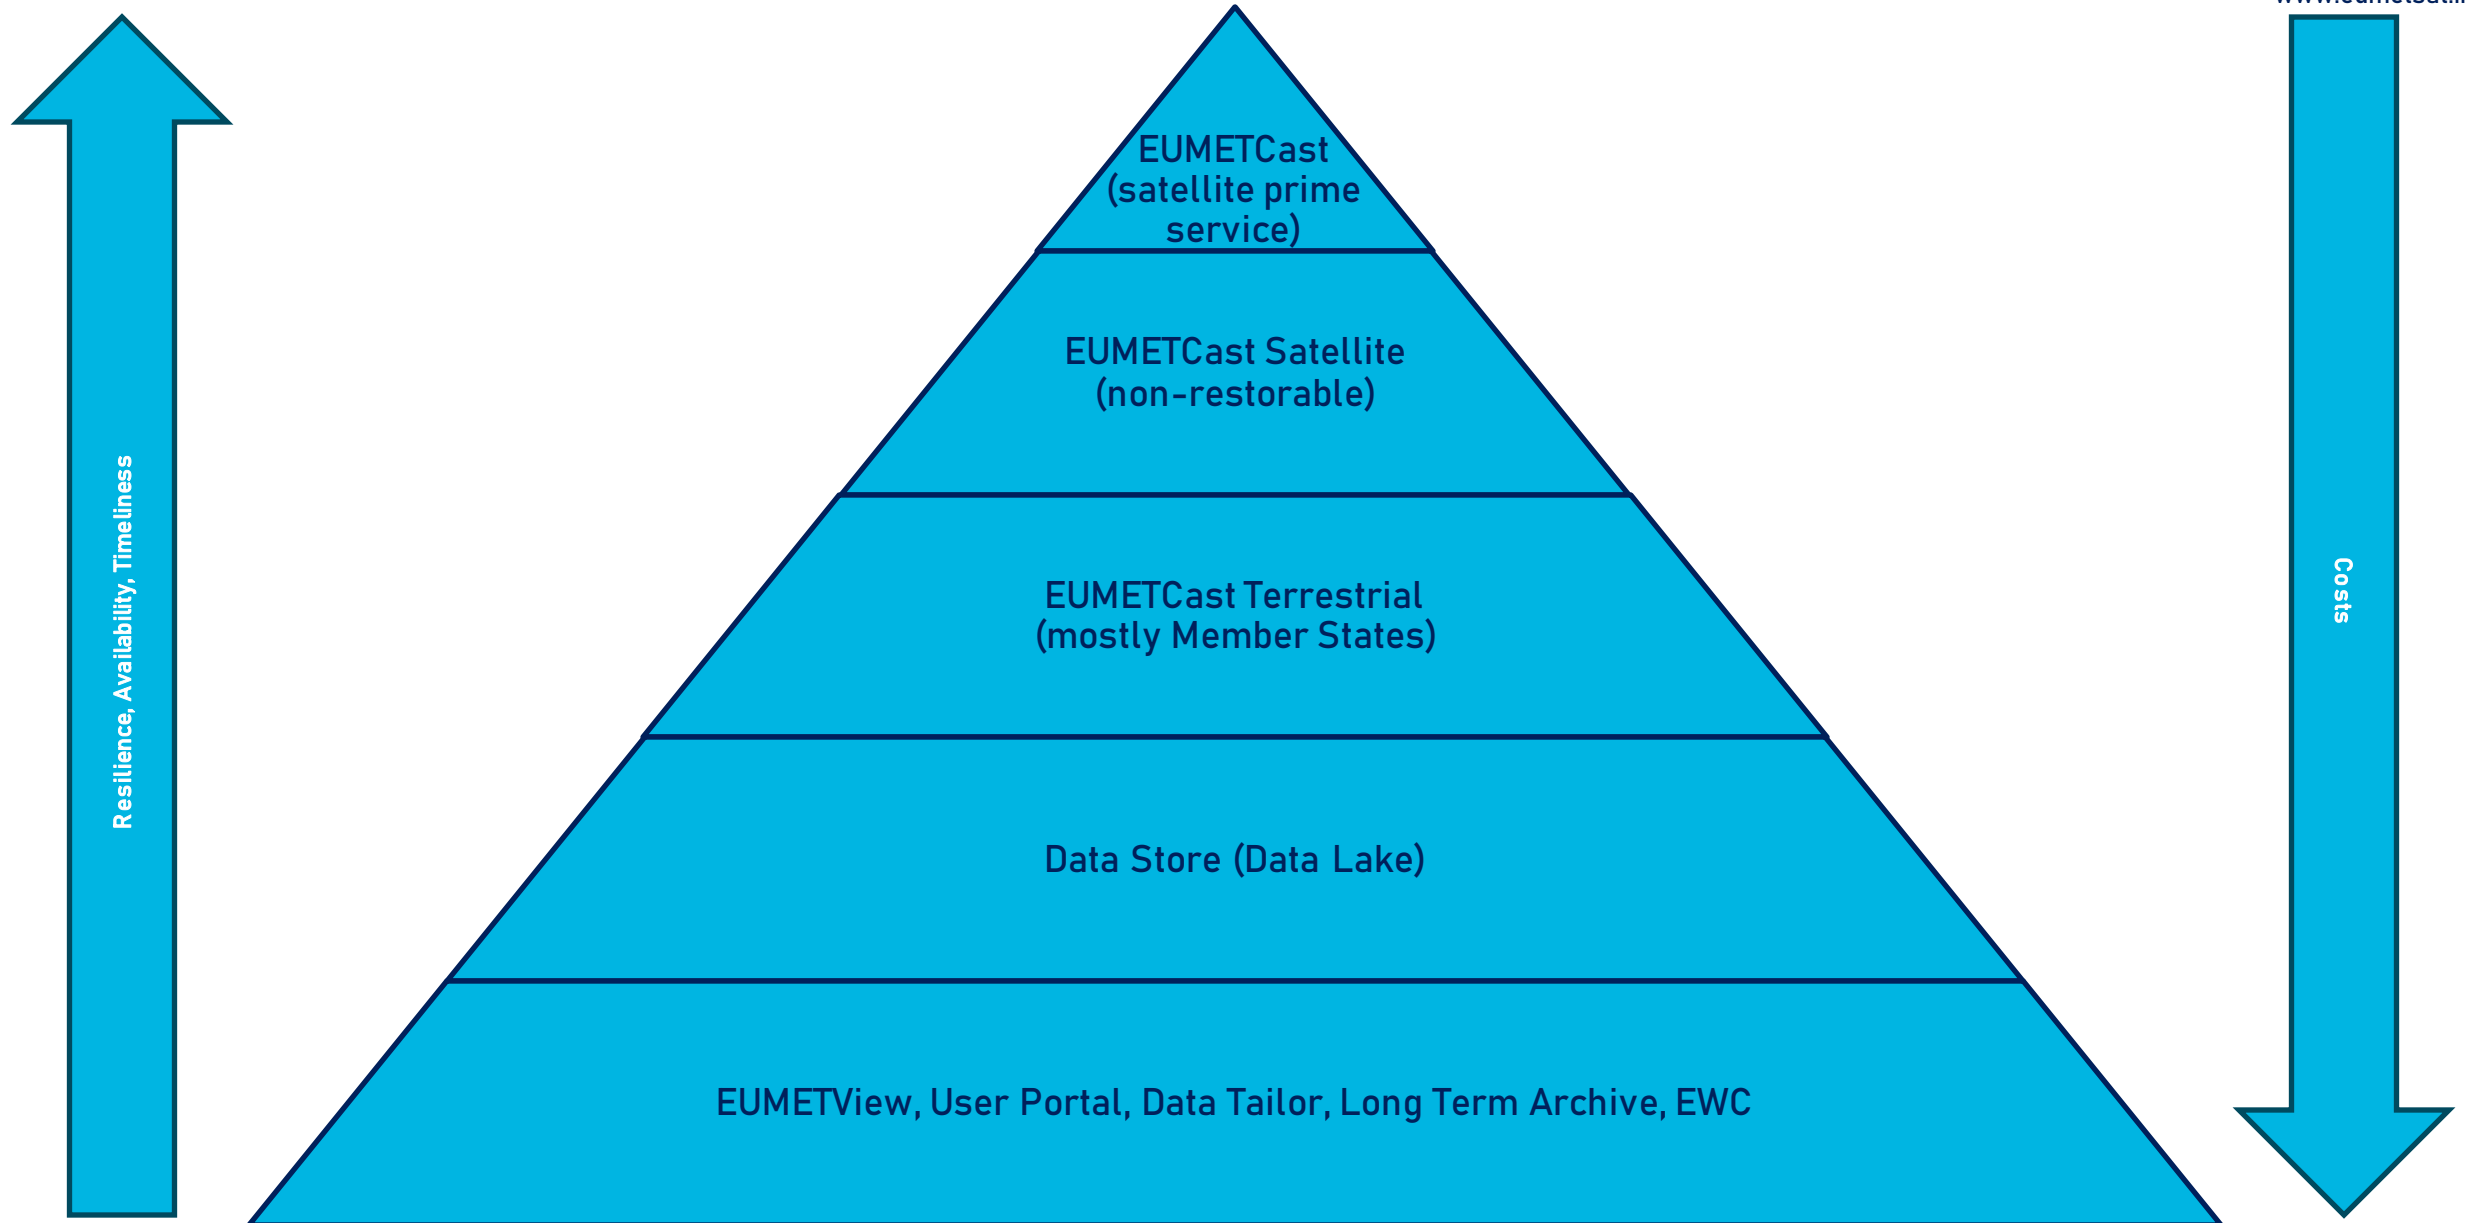 EUMETCast
(satellite prime
service)
EUMETCast Satellite
(non-restorable)
EUMETCast Terrestrial
(mostly Member States)
Data Store (Data Lake)
EUMETView, User Portal, Data Tailor, Long Term Archive, EWC
Resilience, Availability, Timeliness
Costs